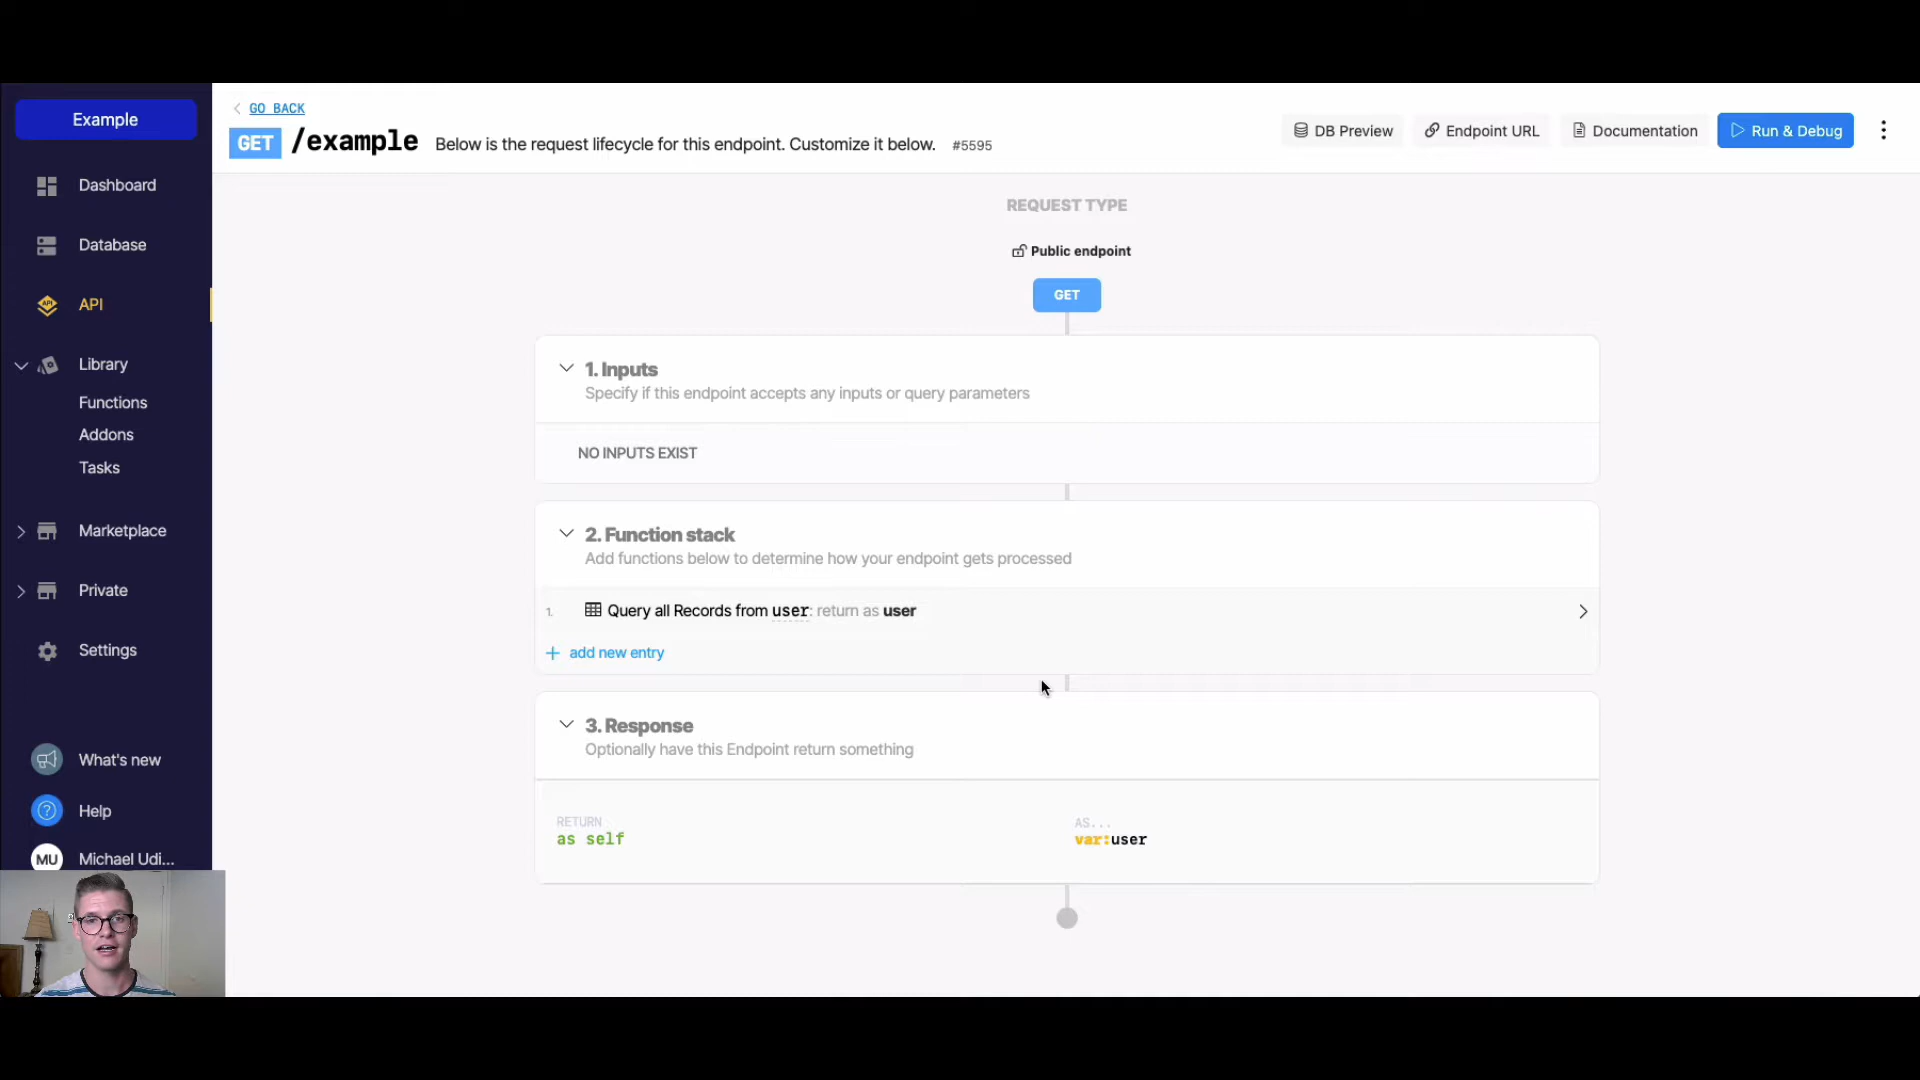 Example
Dashboard
Database
API
Library
Functions
Addons
Tasks
Marketplace
Private
Settings
What's new
Help
MU Michael Udi...
GO BACK
GET /example Below is the request lifecycle for this endpoint. Customize it below. #5595
DB Preview
Endpoint URL
Documentation
Run & Debug
REQUEST TYPE
Public endpoint
GET
1. Inputs
Specify if this endpoint accepts any inputs or query parameters
NO INPUTS EXIST
2. Function stack
Add functions below to determine how your endpoint gets processed
1. Query all Records from user: return as user
+ add new entry
3. Response
Optionally have this Endpoint return something
RETURN
as self
AS...
var:user